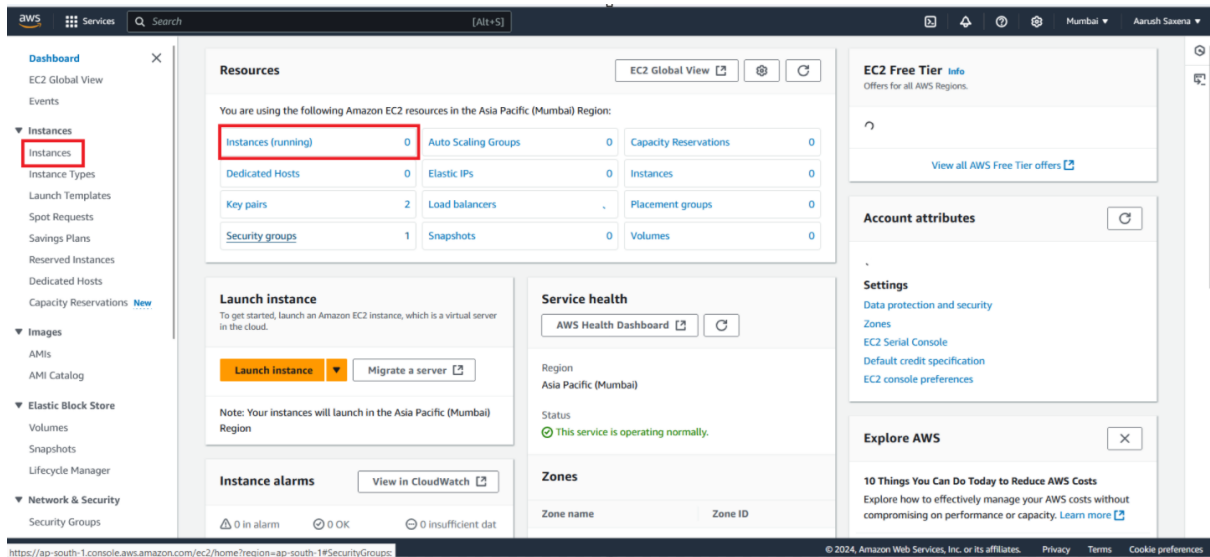 aws
Services
Search
[Alt+S]
Mumbai
Aarush Saxena
Dashboard
EC2 Global View
Events
Instances
Instances
Instance Types
Launch Templates
Spot Requests
Savings Plans
Reserved Instances
Dedicated Hosts
Capacity Reservations New
Images
AMIs
AMI Catalog
Elastic Block Store
Volumes
Snapshots
Lifecycle Manager
Network & Security
Security Groups
Resources
EC2 Global View
You are using the following Amazon EC2 resources in the Asia Pacific (Mumbai) Region:
Instances (running) 0
Auto Scaling Groups 0
Capacity Reservations 0
Dedicated Hosts 0
Elastic IPs 0
Instances 0
Key pairs 2
Load balancers
Placement groups 0
Security groups 1
Snapshots 0
Volumes 0
Launch instance
To get started, launch an Amazon EC2 instance, which is a virtual server
in the cloud.
Launch instance
Migrate a server
Note: Your instances will launch in the Asia Pacific (Mumbai)
Region
Instance alarms
View in CloudWatch
0 in alarm
0 OK
0 insufficient dat
Service health
AWS Health Dashboard
Region
Asia Pacific (Mumbai)
Status
This service is operating normally.
Zones
Zone name
Zone ID
EC2 Free Tier Info
Offers for all AWS Regions.
View all AWS Free Tier offers
Account attributes
Settings
Data protection and security
Zones
EC2 Serial Console
Default credit specification
EC2 console preferences
Explore AWS
10 Things You Can Do Today to Reduce AWS Costs
Explore how to effectively manage your AWS costs without
compromising on performance or capacity. Learn more
https://ap-south-1.console.aws.amazon.com/ec2/home?region=ap-south-1#SecurityGroups:
© 2024, Amazon Web Services, Inc. or its affiliates.
Privacy
Terms
Cookie preferences